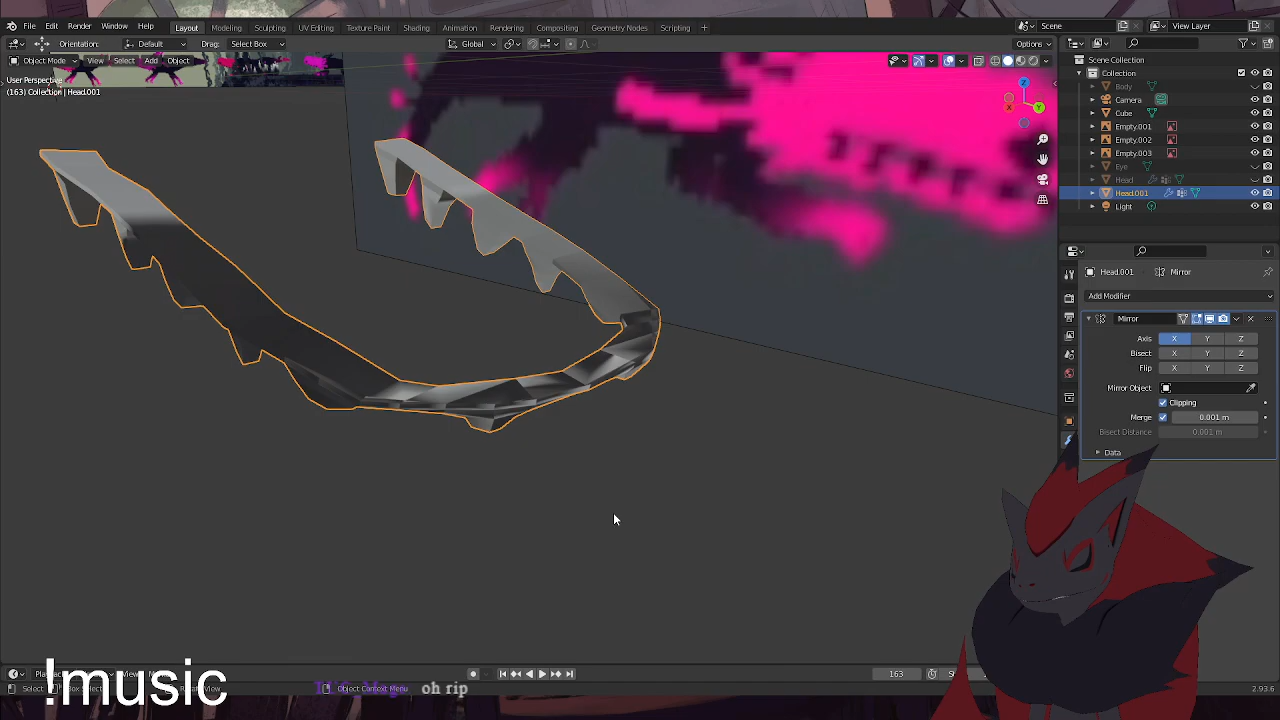 File Edit Render Window Help
Layout Modeling Sculpting UV Editing Texture Paint Shading Animation Rendering Compositing Geometry Nodes Scripting +
Scene View Layer
Orientation: Default Drag: Select Box Global Options
Object Mode View Select Add Object
User Perspective
(163) Collection | Head.001
Z
Y
X
Scene Collection
Collection
Body
Camera
Cube
Empty.001
Empty.002
Empty.003
Eye
Head
Head.001
Light
Head.001 Mirror
Add Modifier
Mirror
Axis X Y Z
Bisect X Y Z
Flip X Y Z
Mirror Object
Clipping
Merge 0.001 m
Bisect Distance 0.001 m
Data
!music
163
Select
Object Context Menu
oh rip
2.93.6